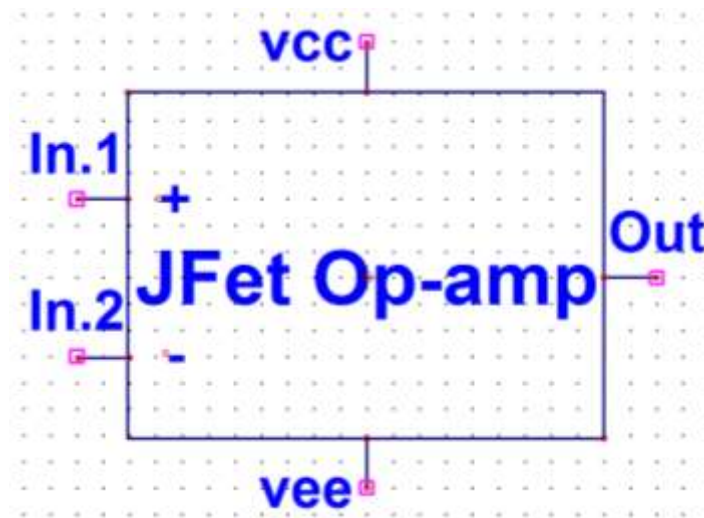 vcc
In.1
+
Out
JFet Op-amp
In.2
-
vee